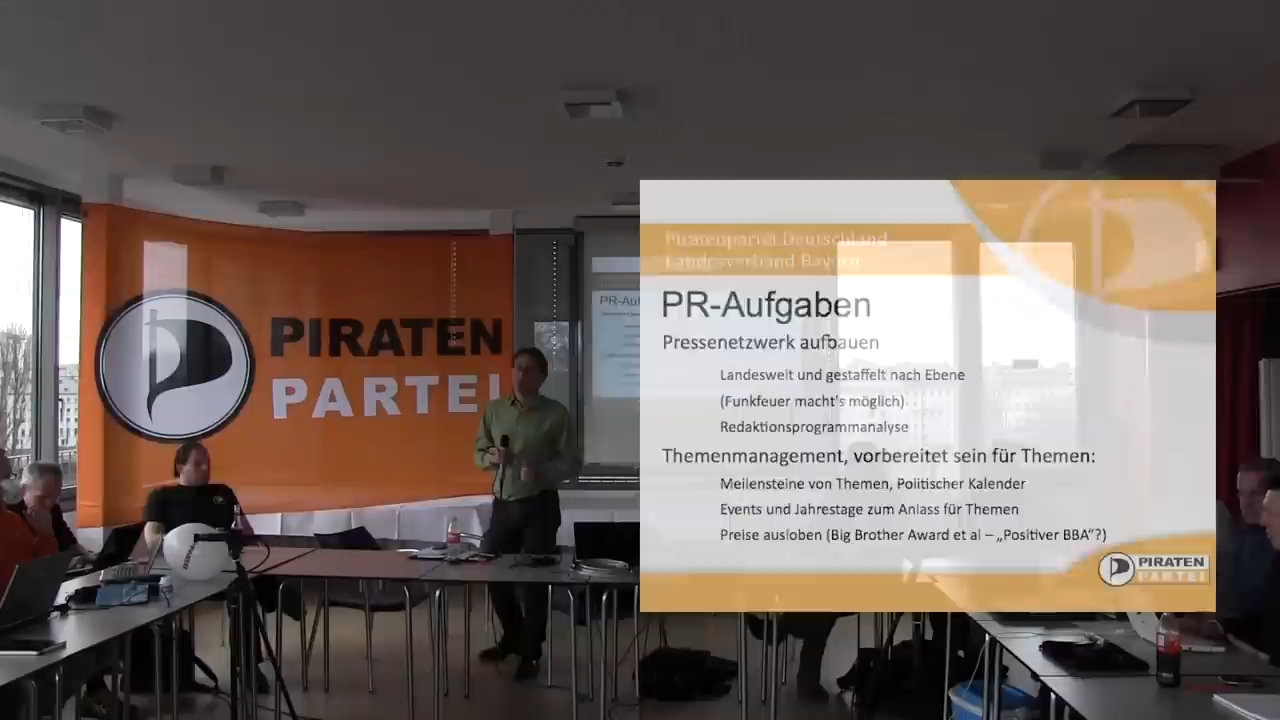 PIRATEN
PARTEI
PR-Auf
Piratenpartei Deutschland
Landesverband Bayern
PR-Aufgaben
Pressenetzwerk aufbauen
Landesweit und gestaffelt nach Ebene
(Funkfeuer macht's möglich)
Redaktionsprogrammanalyse
Themenmanagement, vorbereitet sein für Themen:
Meilensteine von Themen, Politischer Kalender
Events und Jahrestage zum Anlass für Themen
Preise ausloben (Big Brother Award et al – „Positiver BBA“?)
PIRATEN
PARTEI